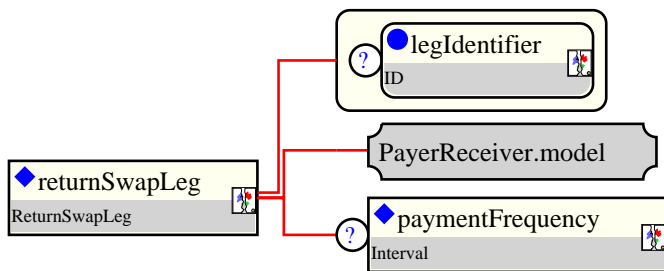 ? legIdentifier
ID
PayerReceiver.model
returnSwapLeg
ReturnSwapLeg
? paymentFrequency
Interval